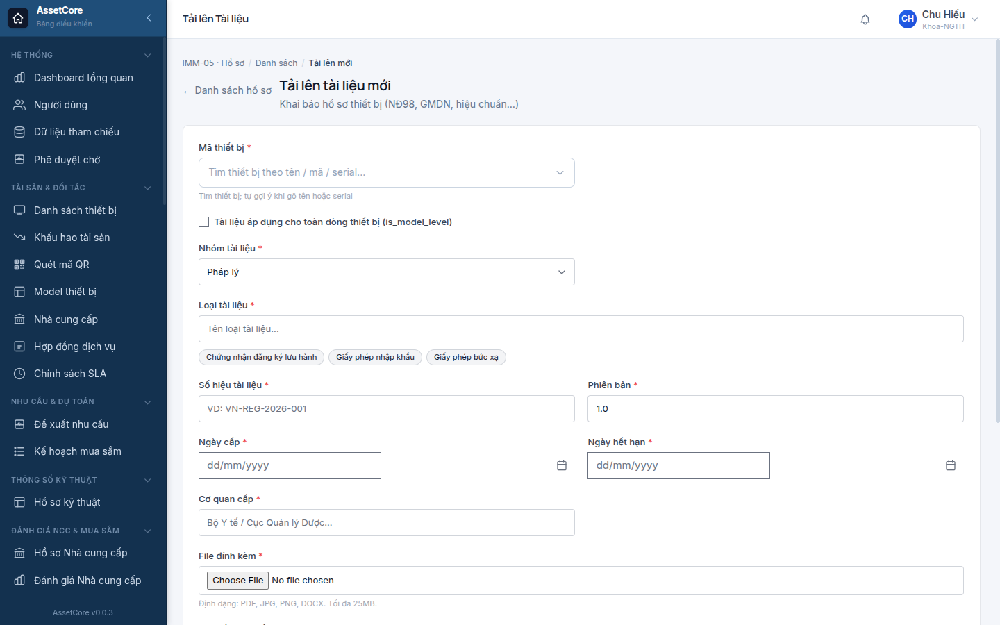 AssetCore
Bảng điều khiển
HỆ THỐNG
Dashboard tổng quan
Người dùng
Dữ liệu tham chiếu
Phê duyệt chờ
TÀI SẢN & ĐỐI TÁC
Danh sách thiết bị
Khấu hao tài sản
Quét mã QR
Model thiết bị
Nhà cung cấp
Hợp đồng dịch vụ
Chính sách SLA
NHU CẦU & DỰ TOÁN
Đề xuất nhu cầu
Kế hoạch mua sắm
THÔNG SỐ KỸ THUẬT
Hồ sơ kỹ thuật
ĐÁNH GIÁ NCC & MUA SẮM
Hồ sơ Nhà cung cấp
Đánh giá Nhà cung cấp
AssetCore v0.0.3
Tải lên Tài liệu
CH
Chu Hiếu
Khoa-NGTH
IMM-05 · Hồ sơ / Danh sách / Tải lên mới
← Danh sách hồ sơ
Tải lên tài liệu mới
Khai báo hồ sơ thiết bị (NĐ98, GMDN, hiệu chuẩn...)
Mã thiết bị *
Tìm thiết bị theo tên / mã / serial...
Tìm thiết bị; tự gợi ý khi gõ tên hoặc serial
Tài liệu áp dụng cho toàn dòng thiết bị (is_model_level)
Nhóm tài liệu *
Pháp lý
Loại tài liệu *
Tên loại tài liệu...
Chứng nhận đăng ký lưu hành
Giấy phép nhập khẩu
Giấy phép bức xạ
Số hiệu tài liệu *
VD: VN-REG-2026-001
Phiên bản *
1.0
Ngày cấp *
dd/mm/yyyy
Ngày hết hạn *
dd/mm/yyyy
Cơ quan cấp *
Bộ Y tế / Cục Quản lý Dược...
File đính kèm *
Choose File No file chosen
Định dạng: PDF, JPG, PNG, DOCX. Tối đa 25MB.